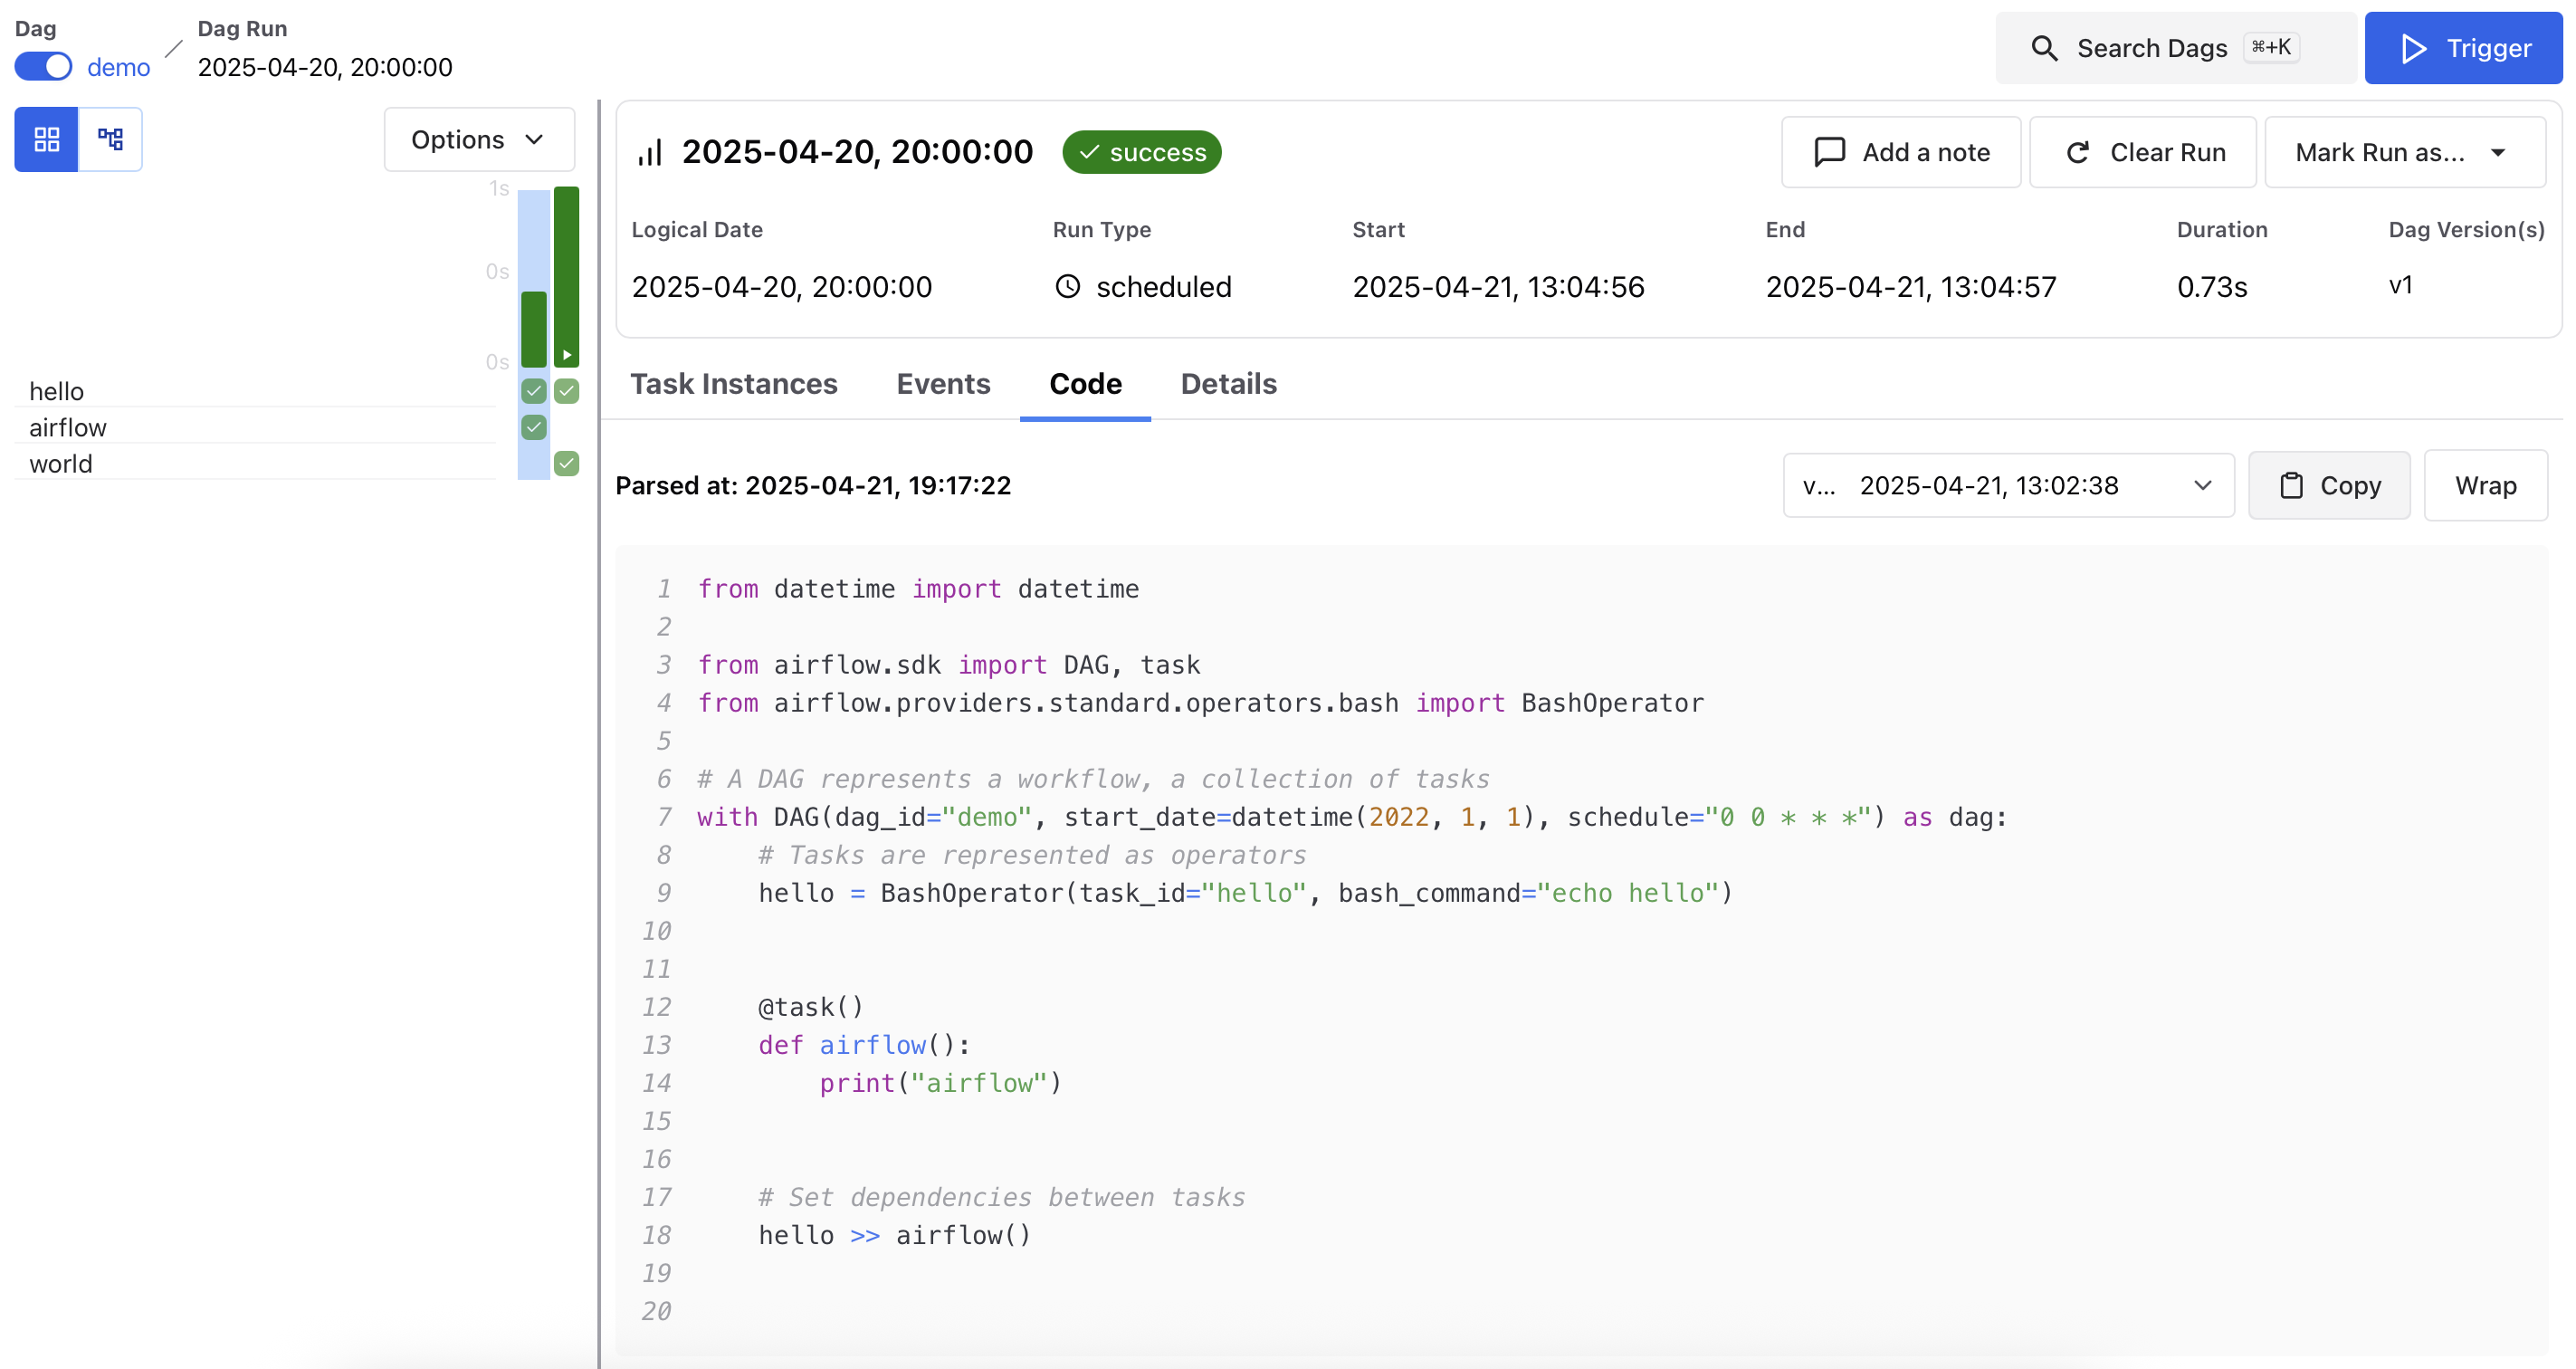 Dag
demo
Dag Run
2025-04-20, 20:00:00
Search Dags ⌘+K
Trigger
Options
1s
0s
0s
hello
airflow
world
2025-04-20, 20:00:00
success
Add a note
Clear Run
Mark Run as...
Logical Date
2025-04-20, 20:00:00
Run Type
scheduled
Start
2025-04-21, 13:04:56
End
2025-04-21, 13:04:57
Duration
0.73s
Dag Version(s)
v1
Task Instances
Events
Code
Details
Parsed at: 2025-04-21, 19:17:22
v... 2025-04-21, 13:02:38
Copy
Wrap
1 from datetime import datetime
2
3 from airflow.sdk import DAG, task
4 from airflow.providers.standard.operators.bash import BashOperator
5
6 # A DAG represents a workflow, a collection of tasks
7 with DAG(dag_id="demo", start_date=datetime(2022, 1, 1), schedule="0 0 * * *") as dag:
8     # Tasks are represented as operators
9     hello = BashOperator(task_id="hello", bash_command="echo hello")
10
11
12     @task()
13     def airflow():
14         print("airflow")
15
16
17     # Set dependencies between tasks
18     hello >> airflow()
19
20